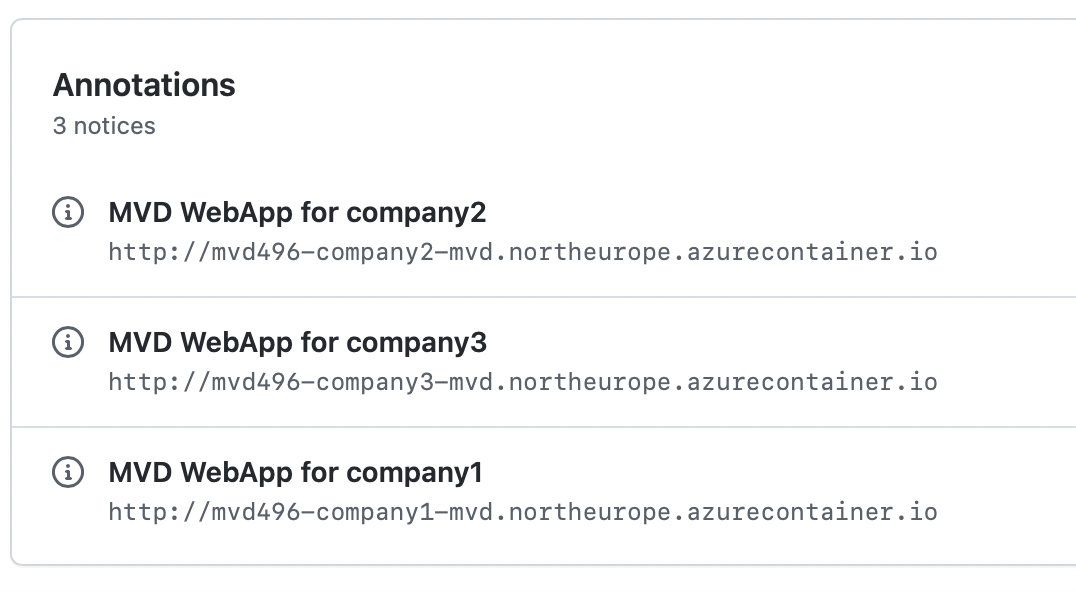 Annotations
3 notices
MVD WebApp for company2
http://mvd496-company2-mvd.northeurope.azurecontainer.io
MVD WebApp for company3
http://mvd496-company3-mvd.northeurope.azurecontainer.io
MVD WebApp for company1
http://mvd496-company1-mvd.northeurope.azurecontainer.io